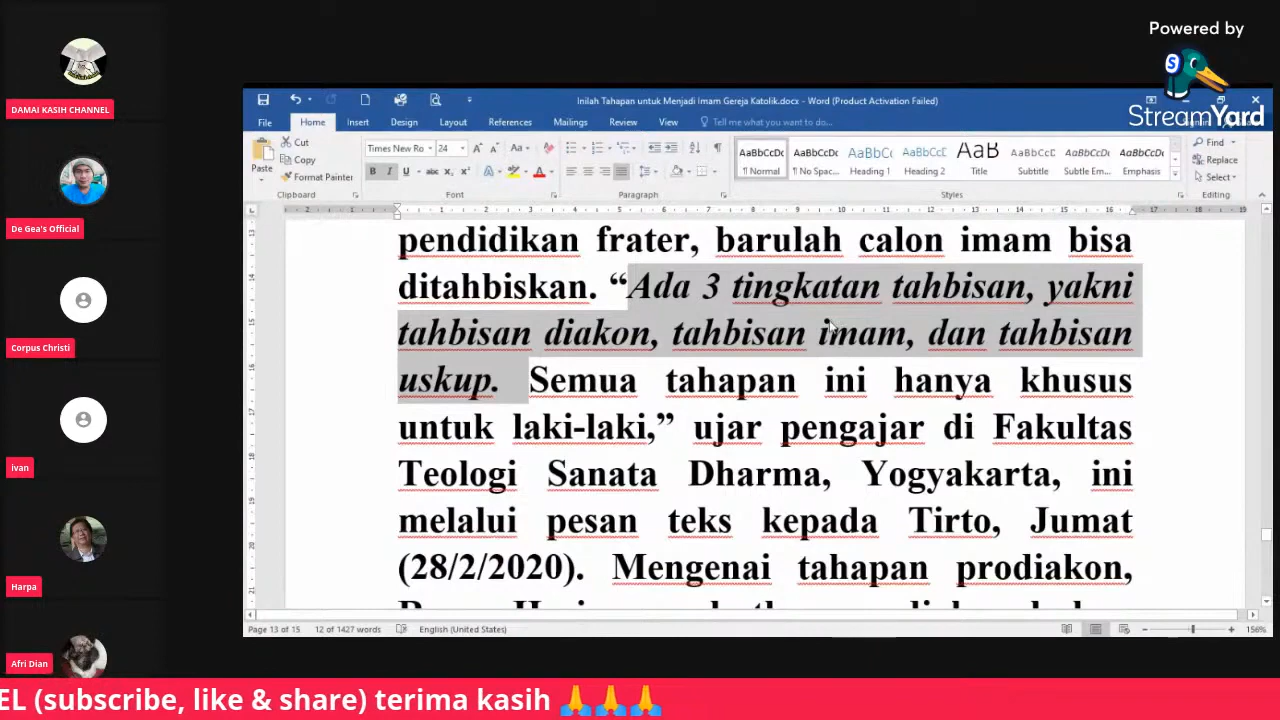 Powered by
StreamYard
DAMAI KASIH CHANNEL
De Gea's Official
Corpus Christi
ivan
Harpa
Afri Dian
Inilah Tahapan untuk Menjadi Imam Gereja Katolik.docx - Word (Product Activation Failed)
File Home Insert Design Layout References Mailings Review View Tell me what you want to do...
Paste
Cut
Copy
Format Painter
Clipboard
Times New Ro 24
Font
Paragraph
AaBbCcDc AaBbCcDc AaBbCc AaBbCcD AaB AaBbCcD AaBbCcDc AaBbCcDc
¶ Normal ¶ No Spac... Heading 1 Heading 2 Title Subtitle Subtle Em... Emphasis
Styles
Find
Replace
Select
Editing
pendidikan frater, barulah calon imam bisa
ditahbiskan. “Ada 3 tingkatan tahbisan, yakni
tahbisan diakon, tahbisan imam, dan tahbisan
uskup. Semua tahapan ini hanya khusus
untuk laki-laki,” ujar pengajar di Fakultas
Teologi Sanata Dharma, Yogyakarta, ini
melalui pesan teks kepada Tirto, Jumat
(28/2/2020). Mengenai tahapan prodiakon,
Page 13 of 15 12 of 1427 words English (United States) 156%
EL (subscribe, like & share) terima kasih 🙏🙏🙏